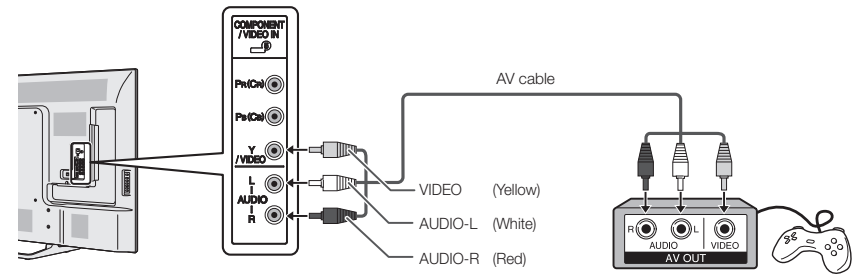 COMPONENT
/ VIDEO IN
PR(CR)
PB(CB)
Y
/VIDEO
L
AUDIO
R
AV cable
VIDEO (Yellow)
AUDIO-L (White)
AUDIO-R (Red)
R L
AUDIO VIDEO
AV OUT